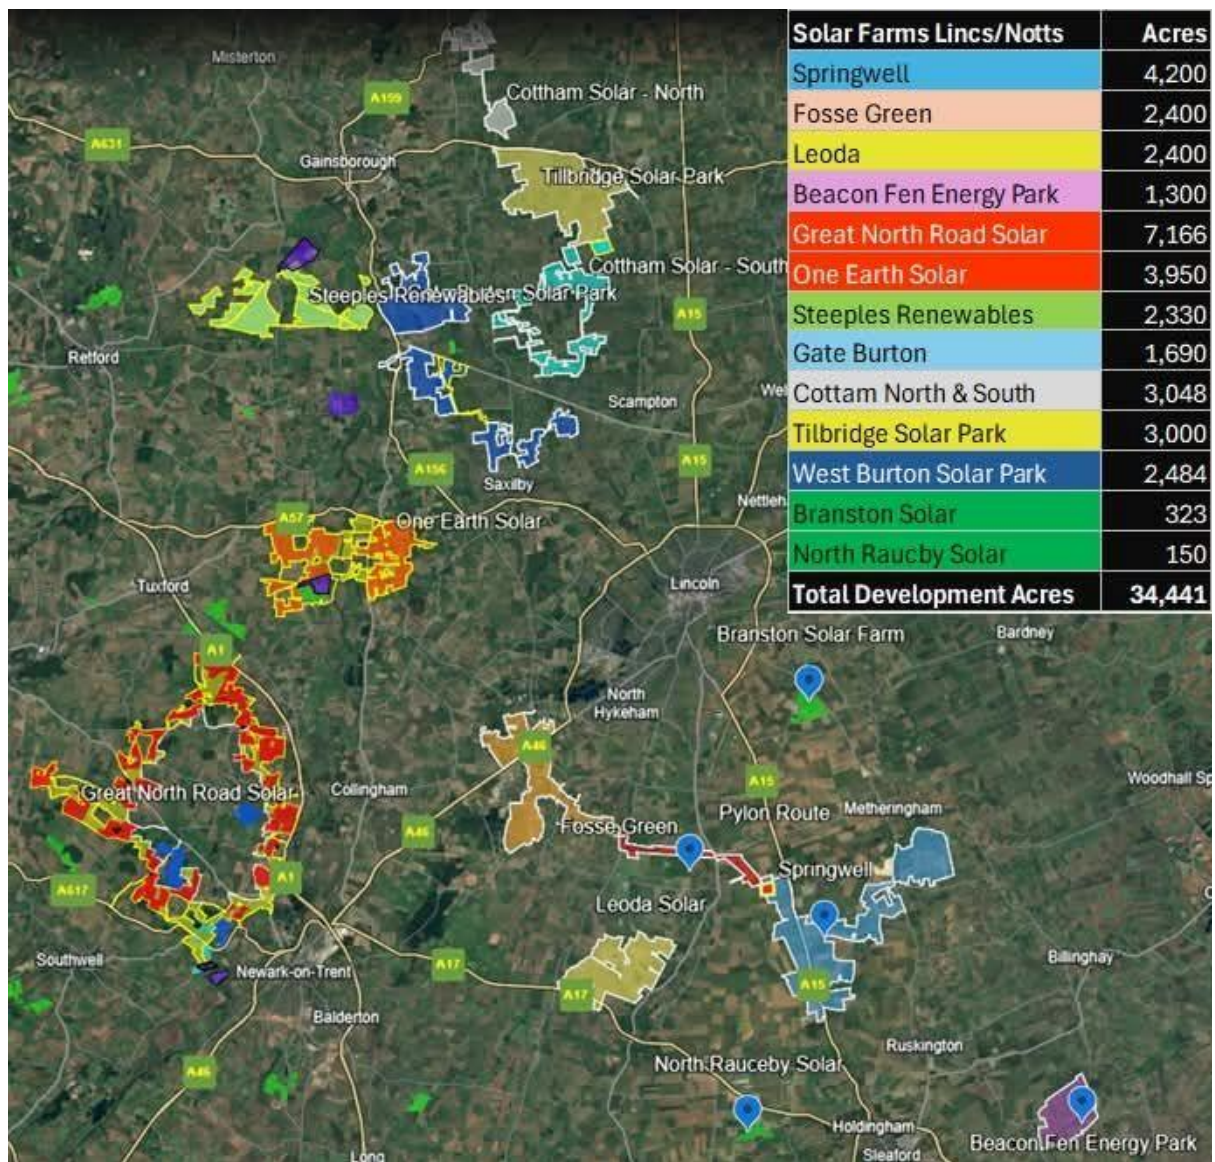 Solar Farms Lincs/Notts Acres
Springwell 4,200
Fosse Green 2,400
Leoda 2,400
Beacon Fen Energy Park 1,300
Great North Road Solar 7,166
One Earth Solar 3,950
Steeples Renewables 2,330
Gate Burton 1,690
Cottam North & South 3,048
Tilbridge Solar Park 3,000
West Burton Solar Park 2,484
Branston Solar 323
North Raucby Solar 150
Total Development Acres 34,441
Misterton
A159
Cottham Solar - North
A631
Gainsborough
Tillbridge Solar Park
Cottham Solar - South
Steeples Renewables
Solar Park
A15
Retford
Scampton
A156
A15
Saxilby
Nettleh
A57
One Earth Solar
Tuxford
Lincoln
Branston Solar Farm
Bardney
A1
North
Hykeham
A46
Woodhall Sp
Great North Road Solar
Collingham
A15
Pylon Route
Metheringham
A46
Fosse Green
Springwell
A617
A1
Leoda Solar
Southwell
Newark-on-Trent
A17
Billinghay
A17
A15
Balderton
Ruskington
A46
North Rauceby Solar
Holdingham
Beacon Fen Energy Park
Long
Sleaford